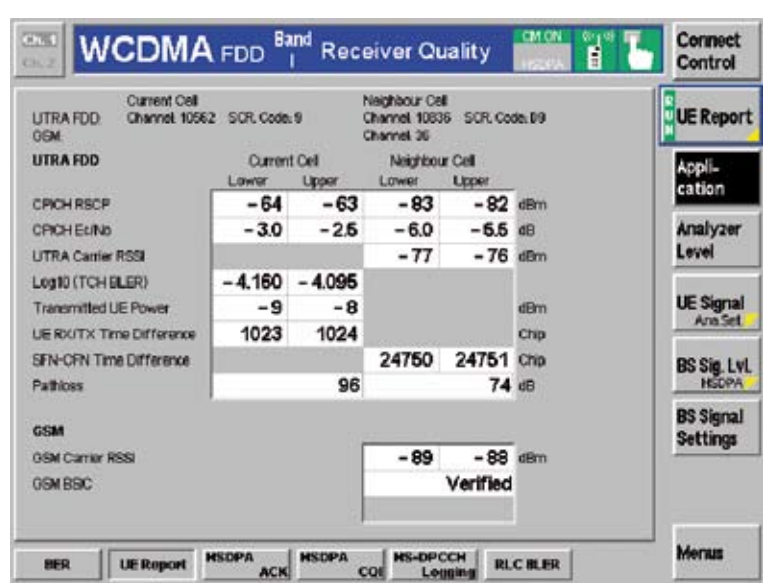 Ch. 1
Ch. 2
WCDMA FDD Band I Receiver Quality
CM ON
HSDPA
Connect Control
Current Cell Neighbour Cell
UTRA FDD: Channel: 10562 SCR. Code: 9 Channel: 10836 SCR. Code:
GSM: Channel: 36
RUN
UE Report
UTRA FDD Current Cell Neighbour Cell
Lower Upper Lower Upper
Appli-cation
CPICH RSCP -64 -63 -83 -82 dBm
CPICH Ec/No -3.0 -2.5 -6.0 -5.5 dB
Analyzer Level
UTRA Carrier RSSI -77 -76 dBm
Log10 (TCH BLER) -4.160 -4.095
Transmitted UE Power -9 -8 dBm
UE Signal
Ana.Set.
UE RX/TX Time Difference 1023 1024 Chip
SFN-CFN Time Difference 24750 24751 Chip
BS Sig. Lvl.
HSDPA
Pathloss 96 74 dB
BS Signal Settings
GSM
GSM Carrier RSSI -89 -88 dBm
GSM BSIC Verified
BER
UE Report
HSDPA ACK
HSDPA CQI
HS-DPCCH Logging
RLC BLER
Menus